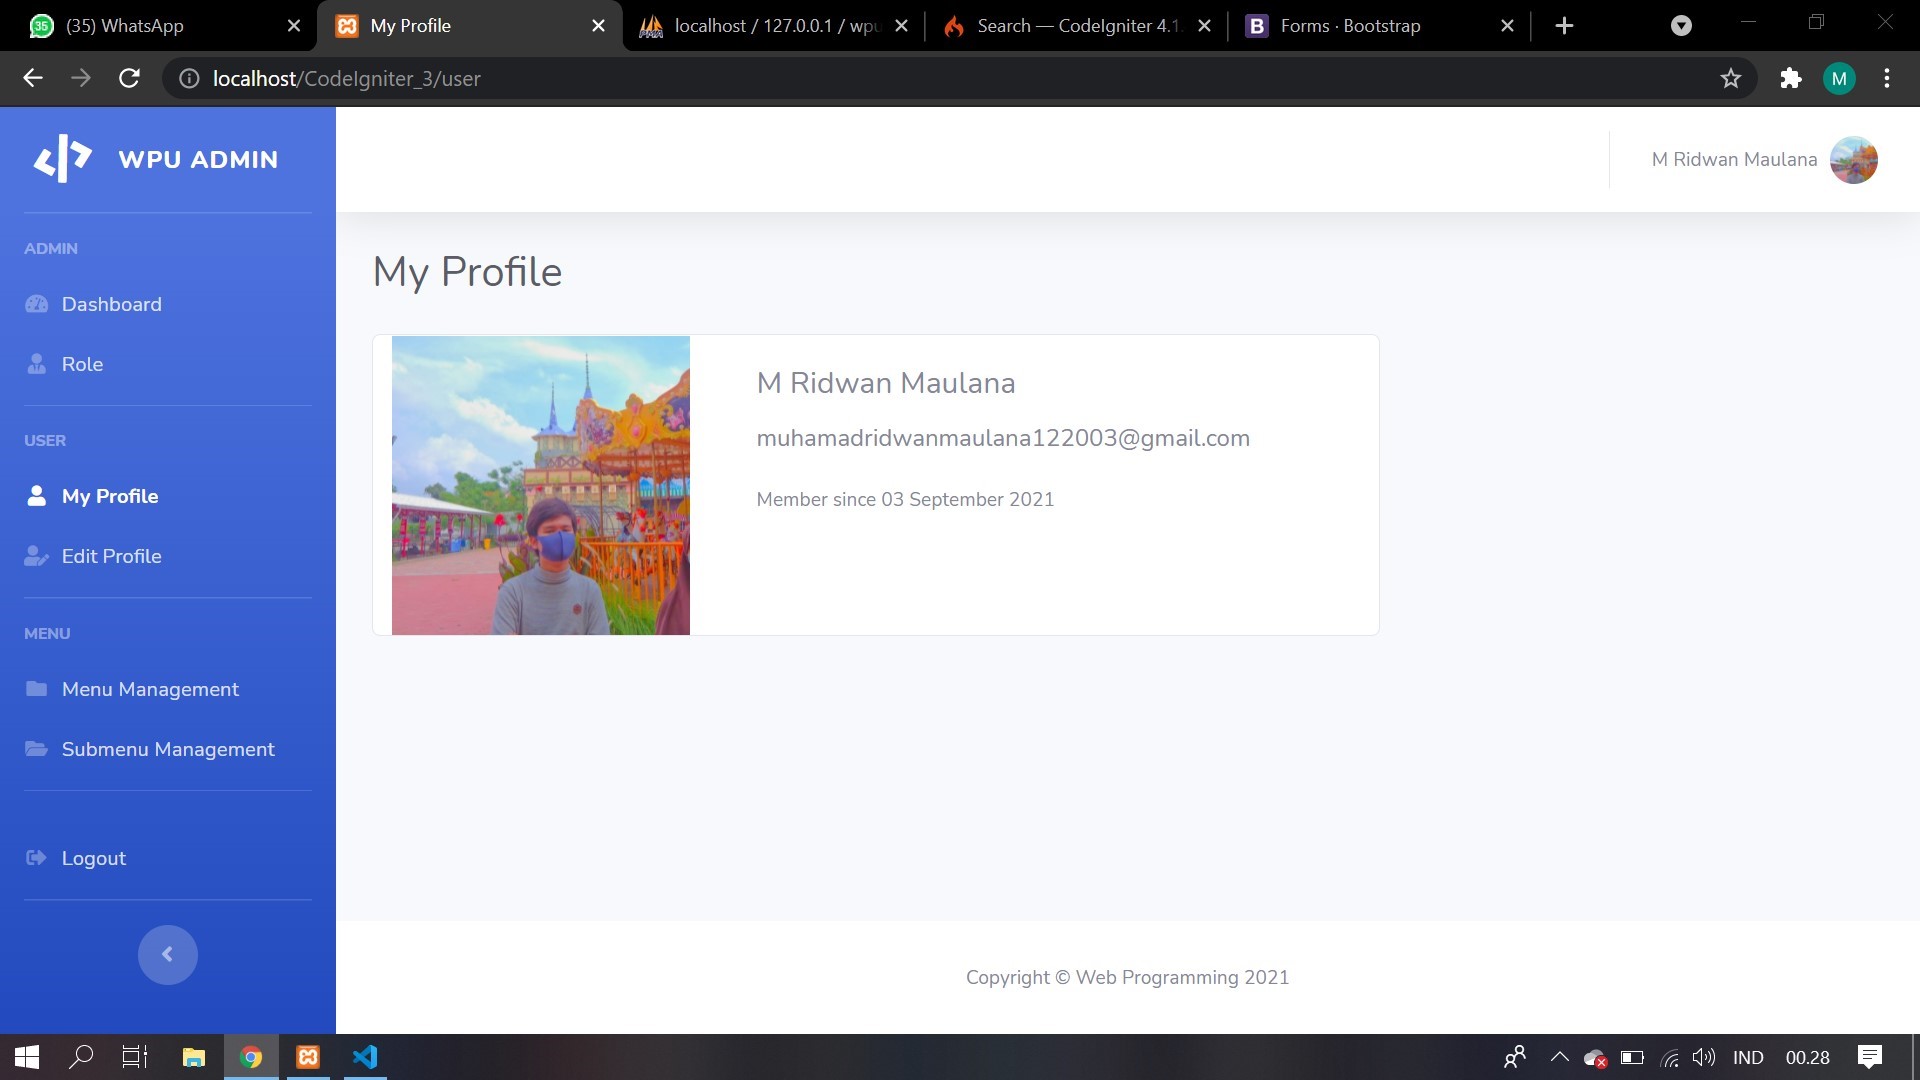 (35) WhatsApp
My Profile
localhost / 127.0.0.1 / wpu
Search — CodeIgniter 4.1.
Forms · Bootstrap
localhost/CodeIgniter_3/user
M
WPU ADMIN
M Ridwan Maulana
ADMIN
Dashboard
Role
USER
My Profile
Edit Profile
MENU
Menu Management
Submenu Management
Logout
My Profile
M Ridwan Maulana
muhamadridwanmaulana122003@gmail.com
Member since 03 September 2021
Copyright © Web Programming 2021
IND
00.28